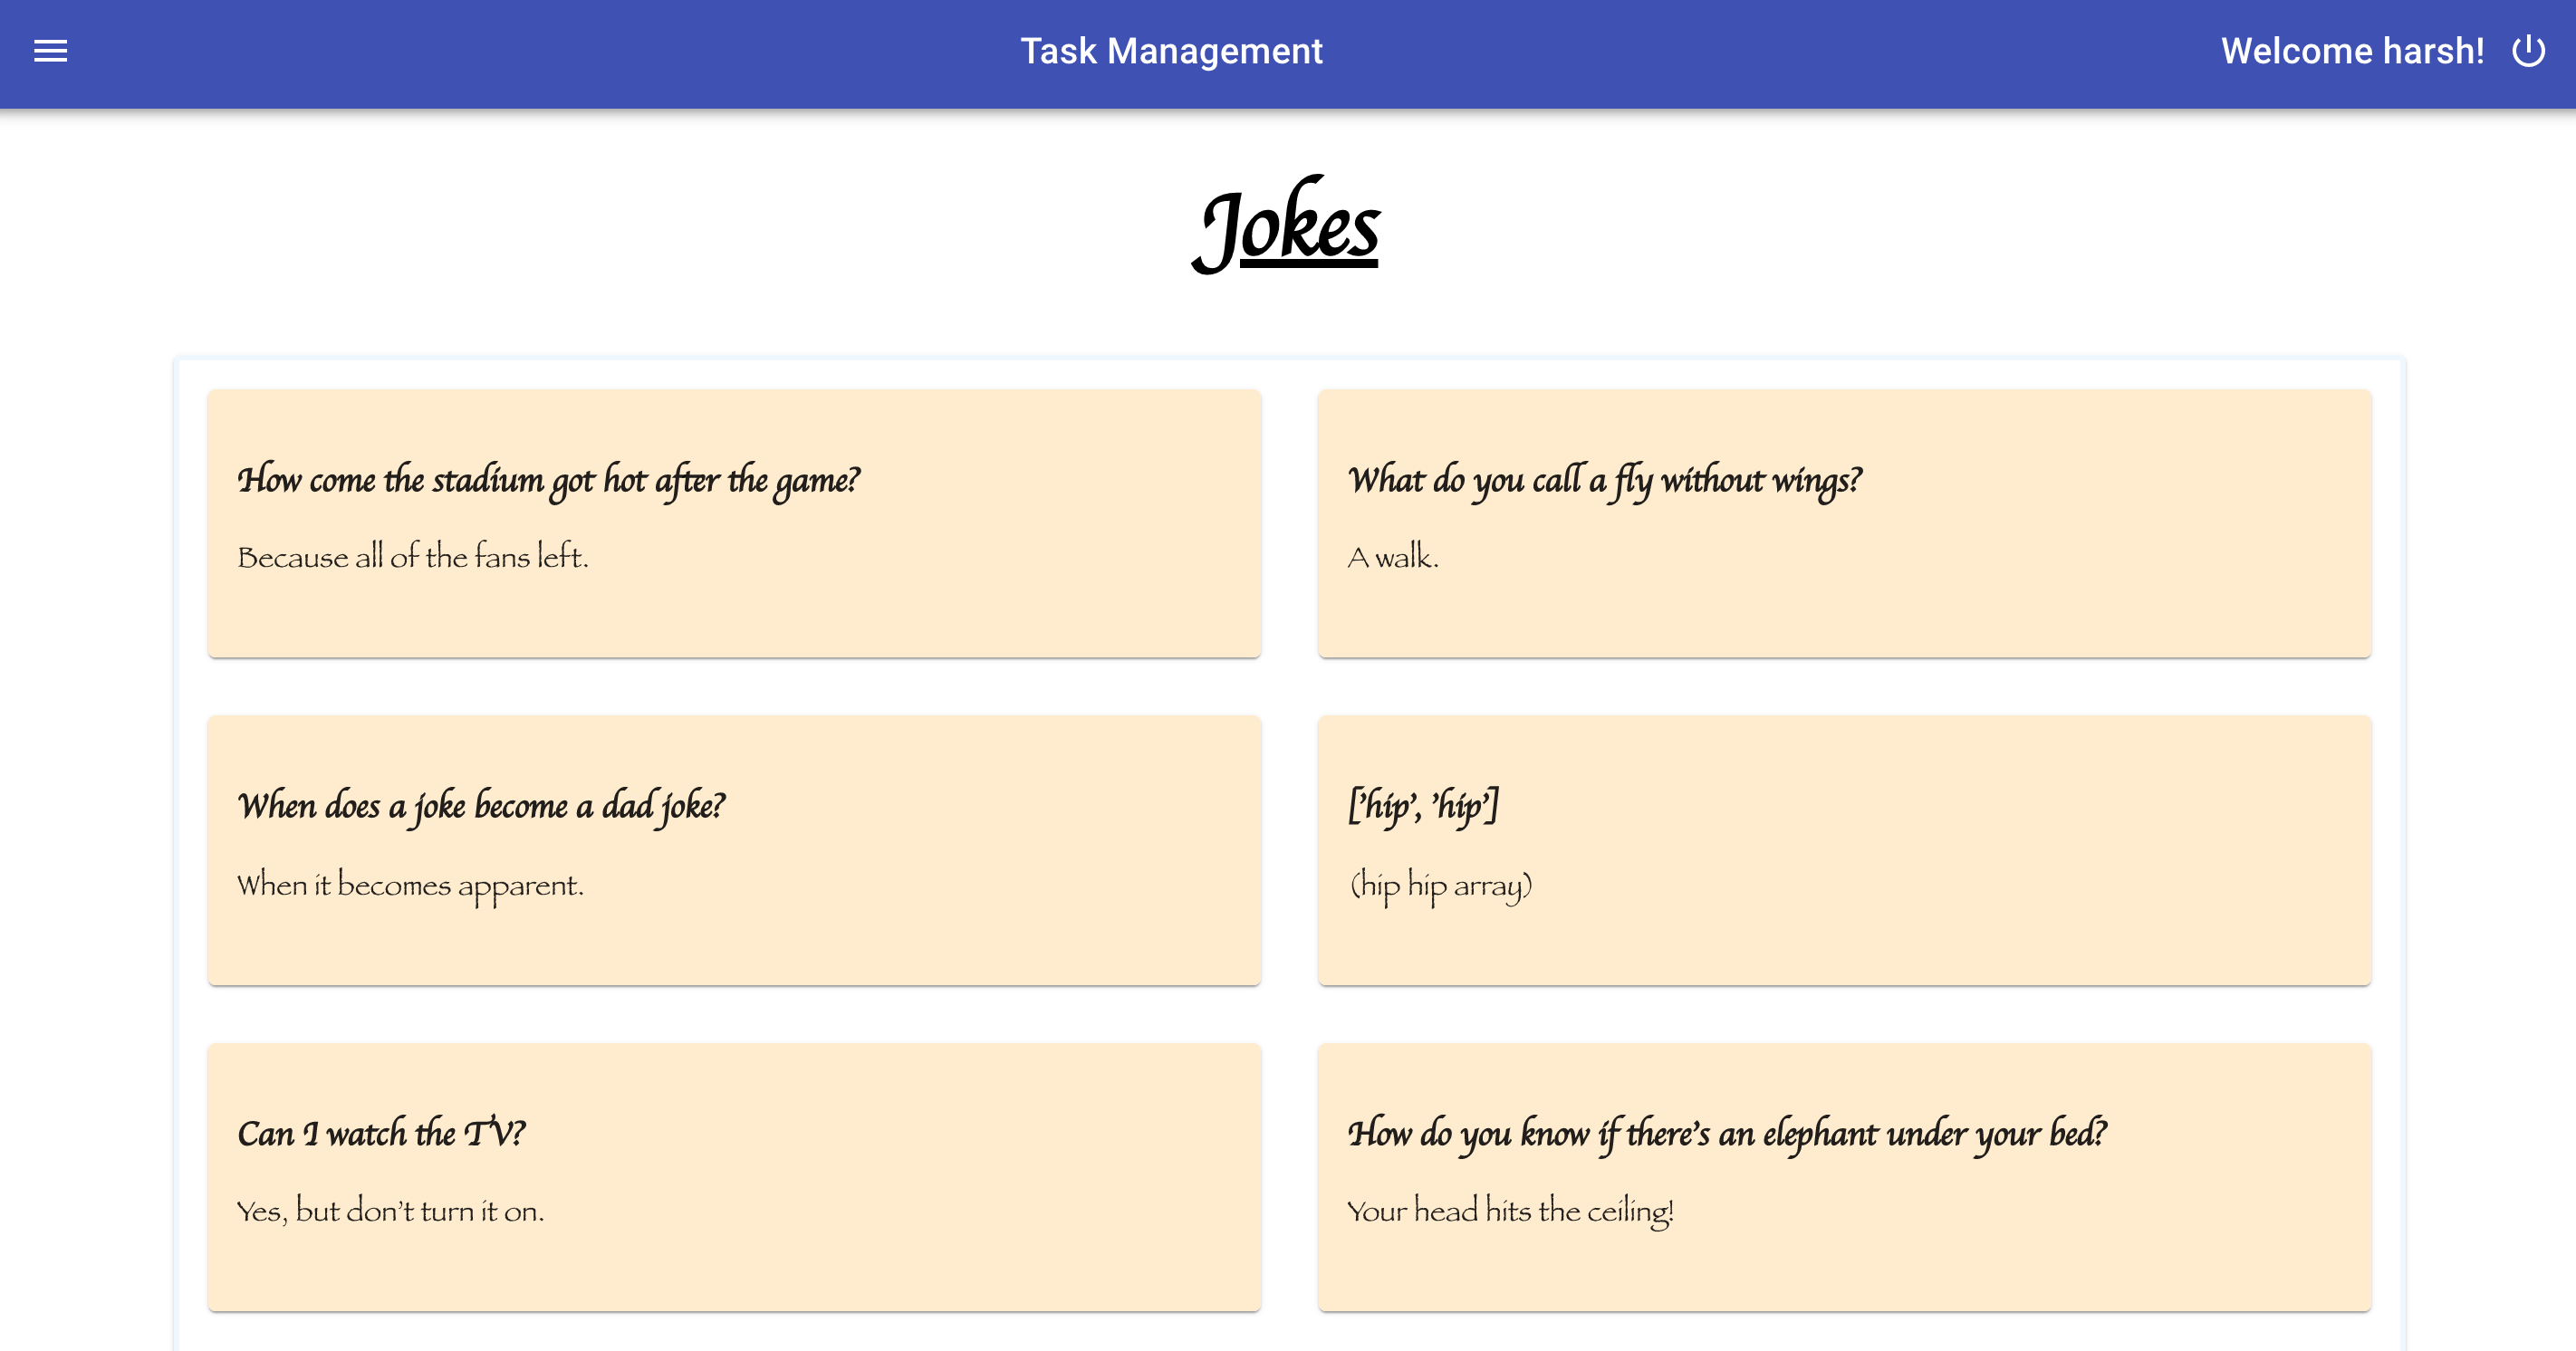 Task Management
Welcome harsh!
Jokes
How come the stadium got hot after the game?
Because all of the fans left.
What do you call a fly without wings?
A walk.
When does a joke become a dad joke?
When it becomes apparent.
['hip', 'hip']
(hip hip array)
Can I watch the TV?
Yes, but don't turn it on.
How do you know if there's an elephant under your bed?
Your head hits the ceiling!